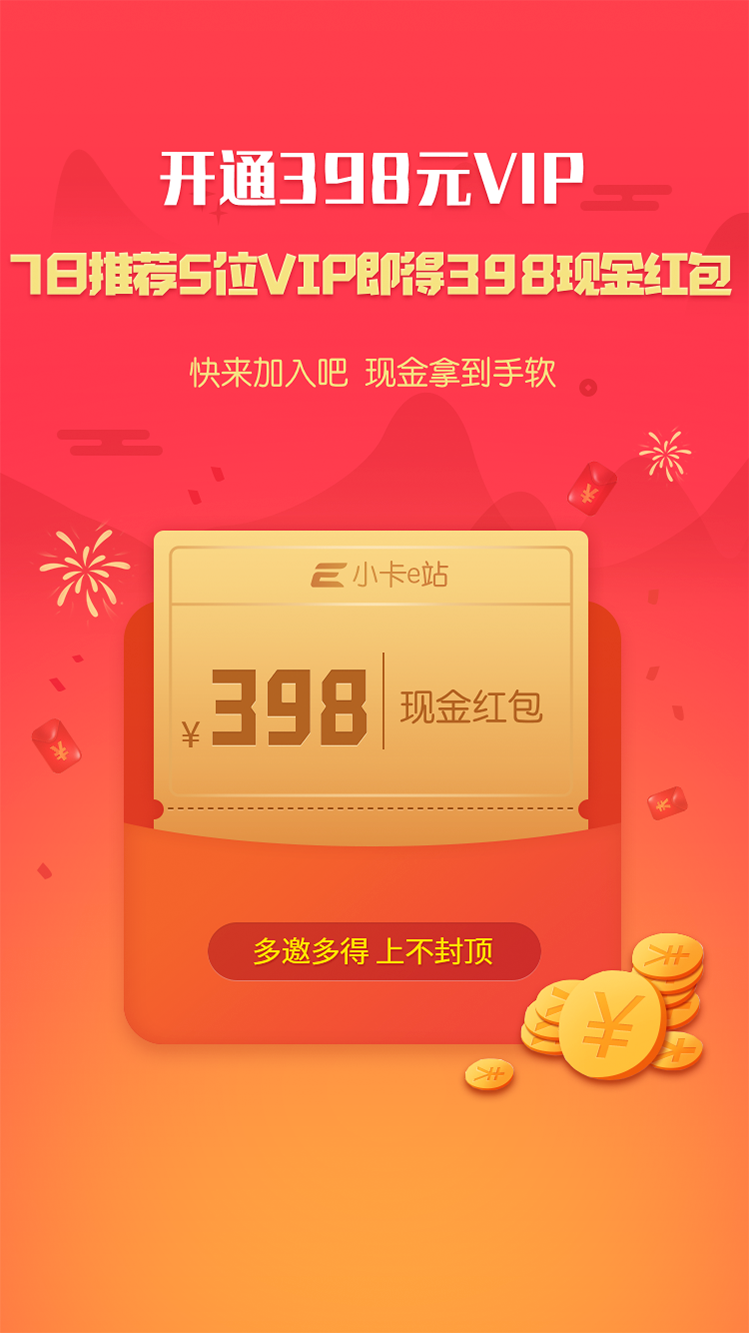 开通398元VIP
7日推荐5位VIP即得398现金红包
快来加入吧 现金拿到手软
小卡e站
¥398 现金红包
多邀多得 上不封顶